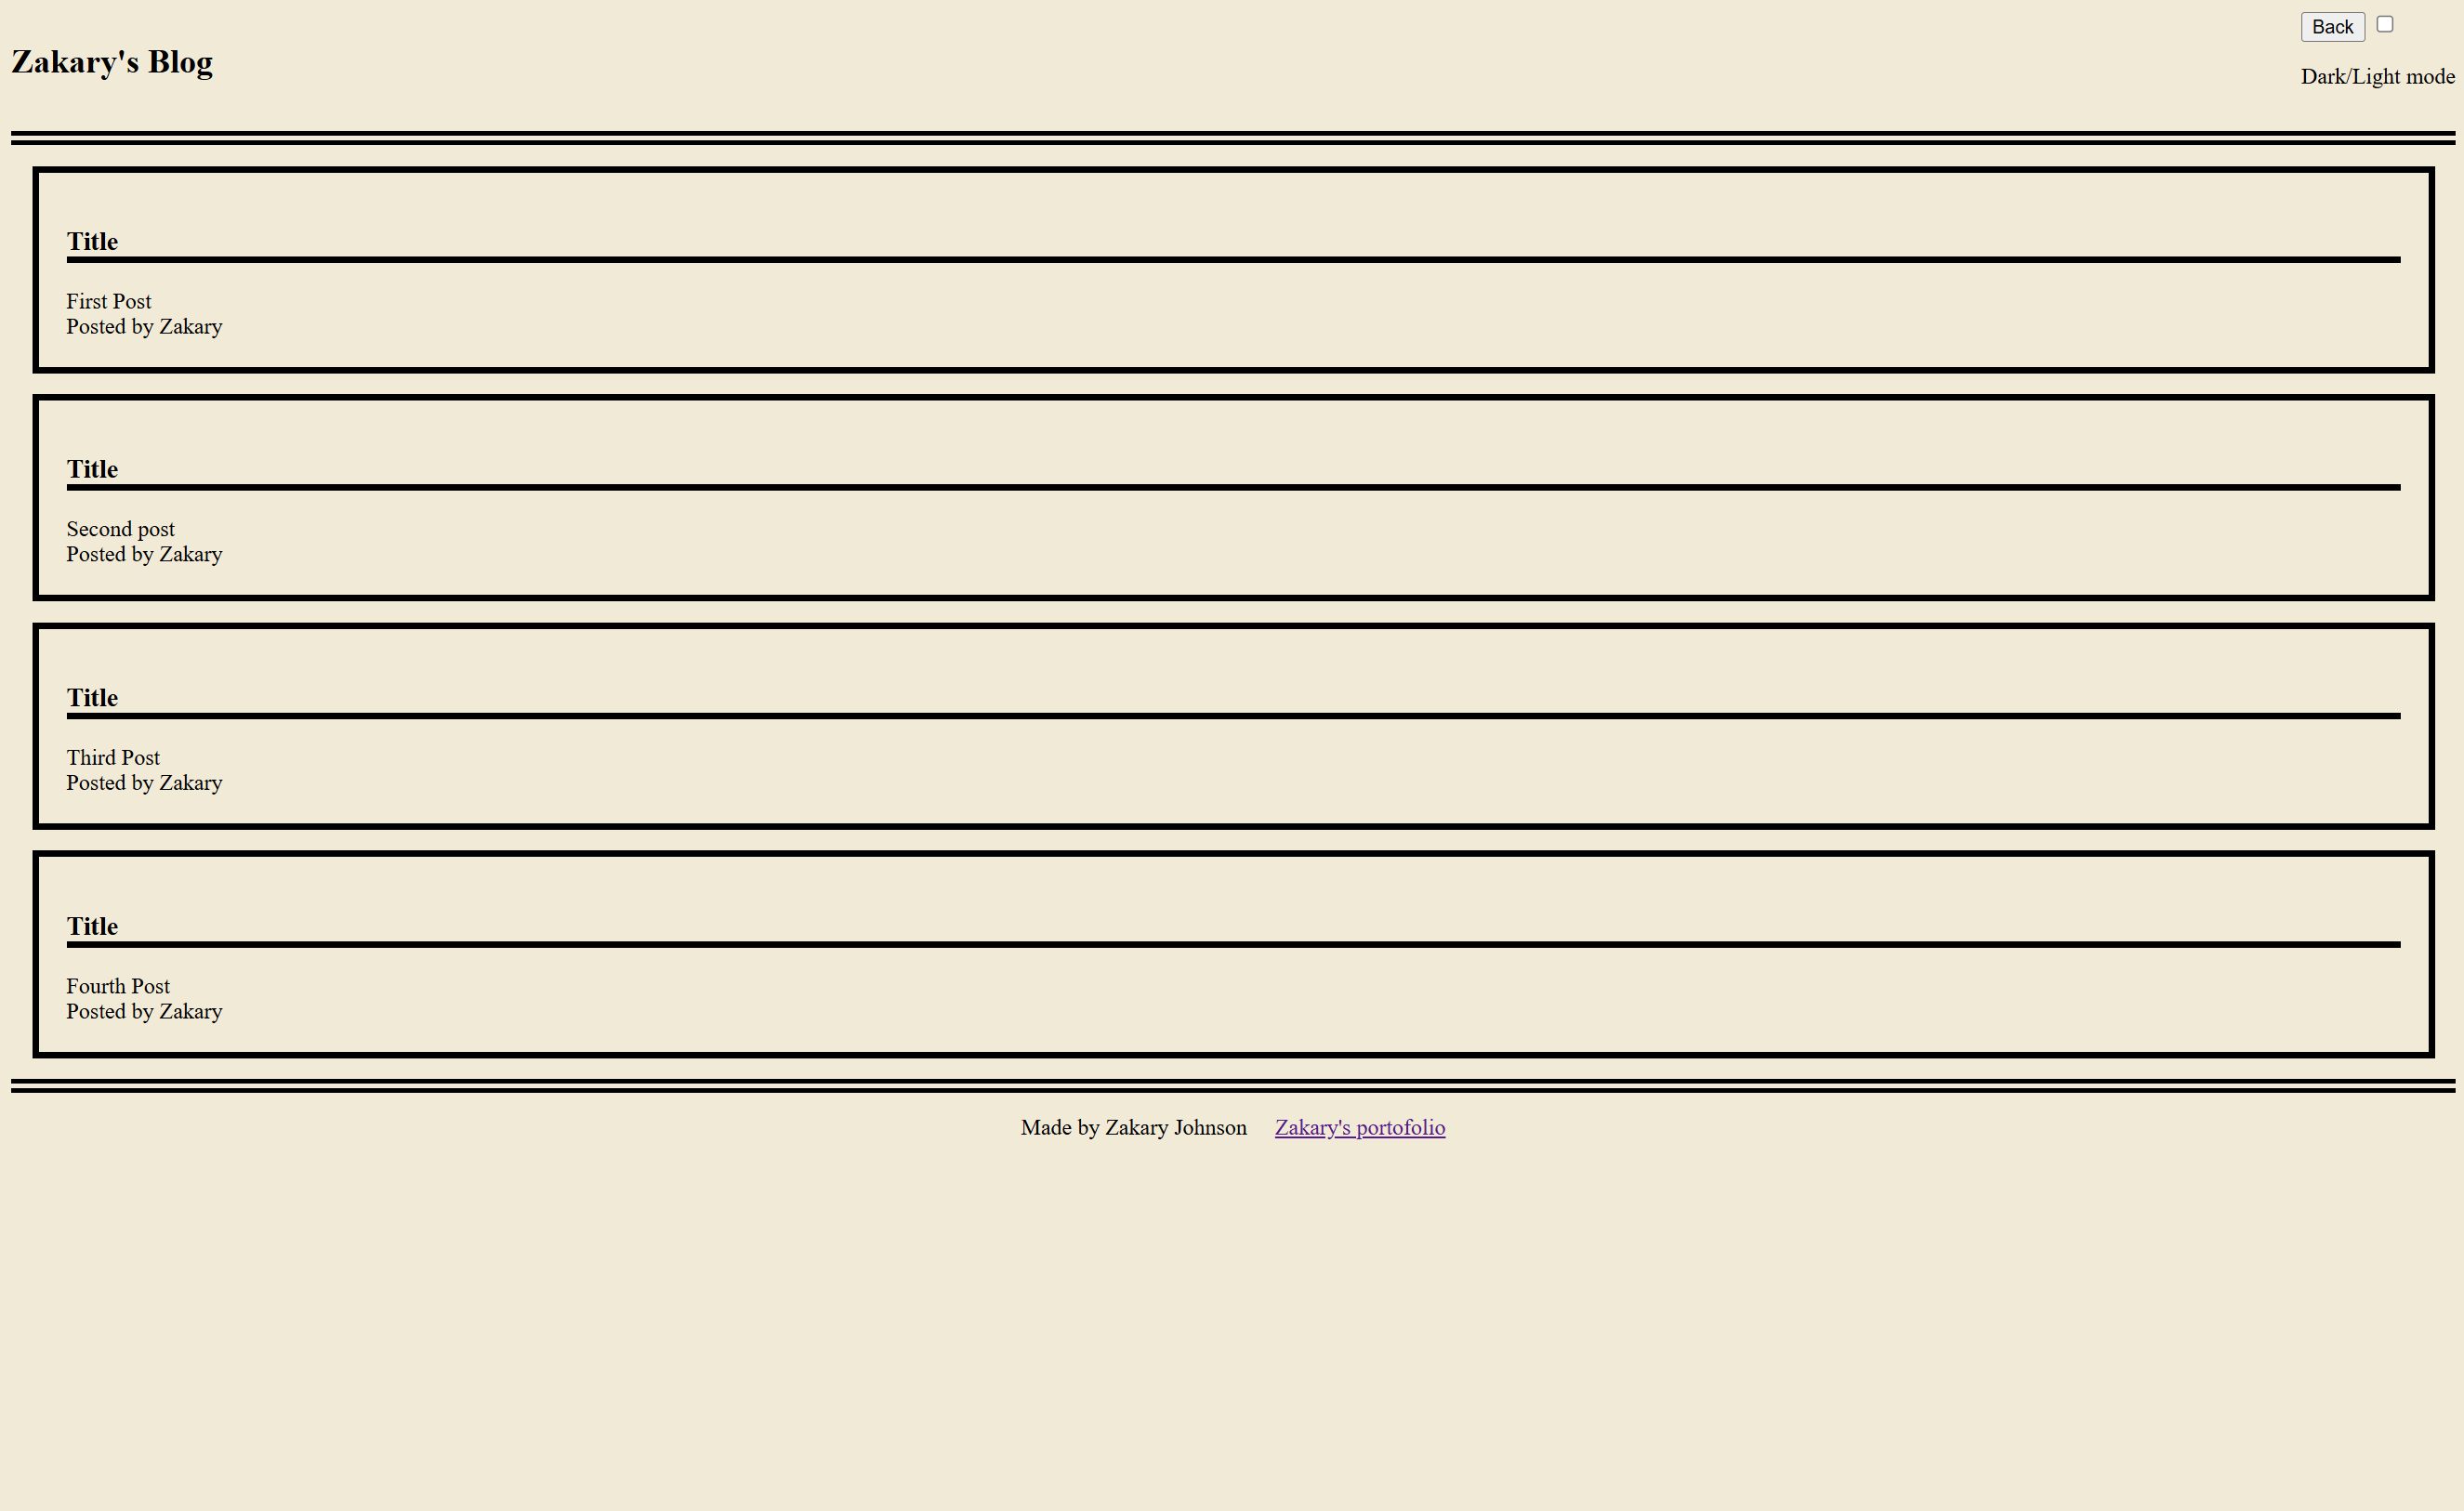 Zakary's Blog
Back
Dark/Light mode
Title
First Post
Posted by Zakary
Title
Second post
Posted by Zakary
Title
Third Post
Posted by Zakary
Title
Fourth Post
Posted by Zakary
Made by Zakary Johnson Zakary's portofolio